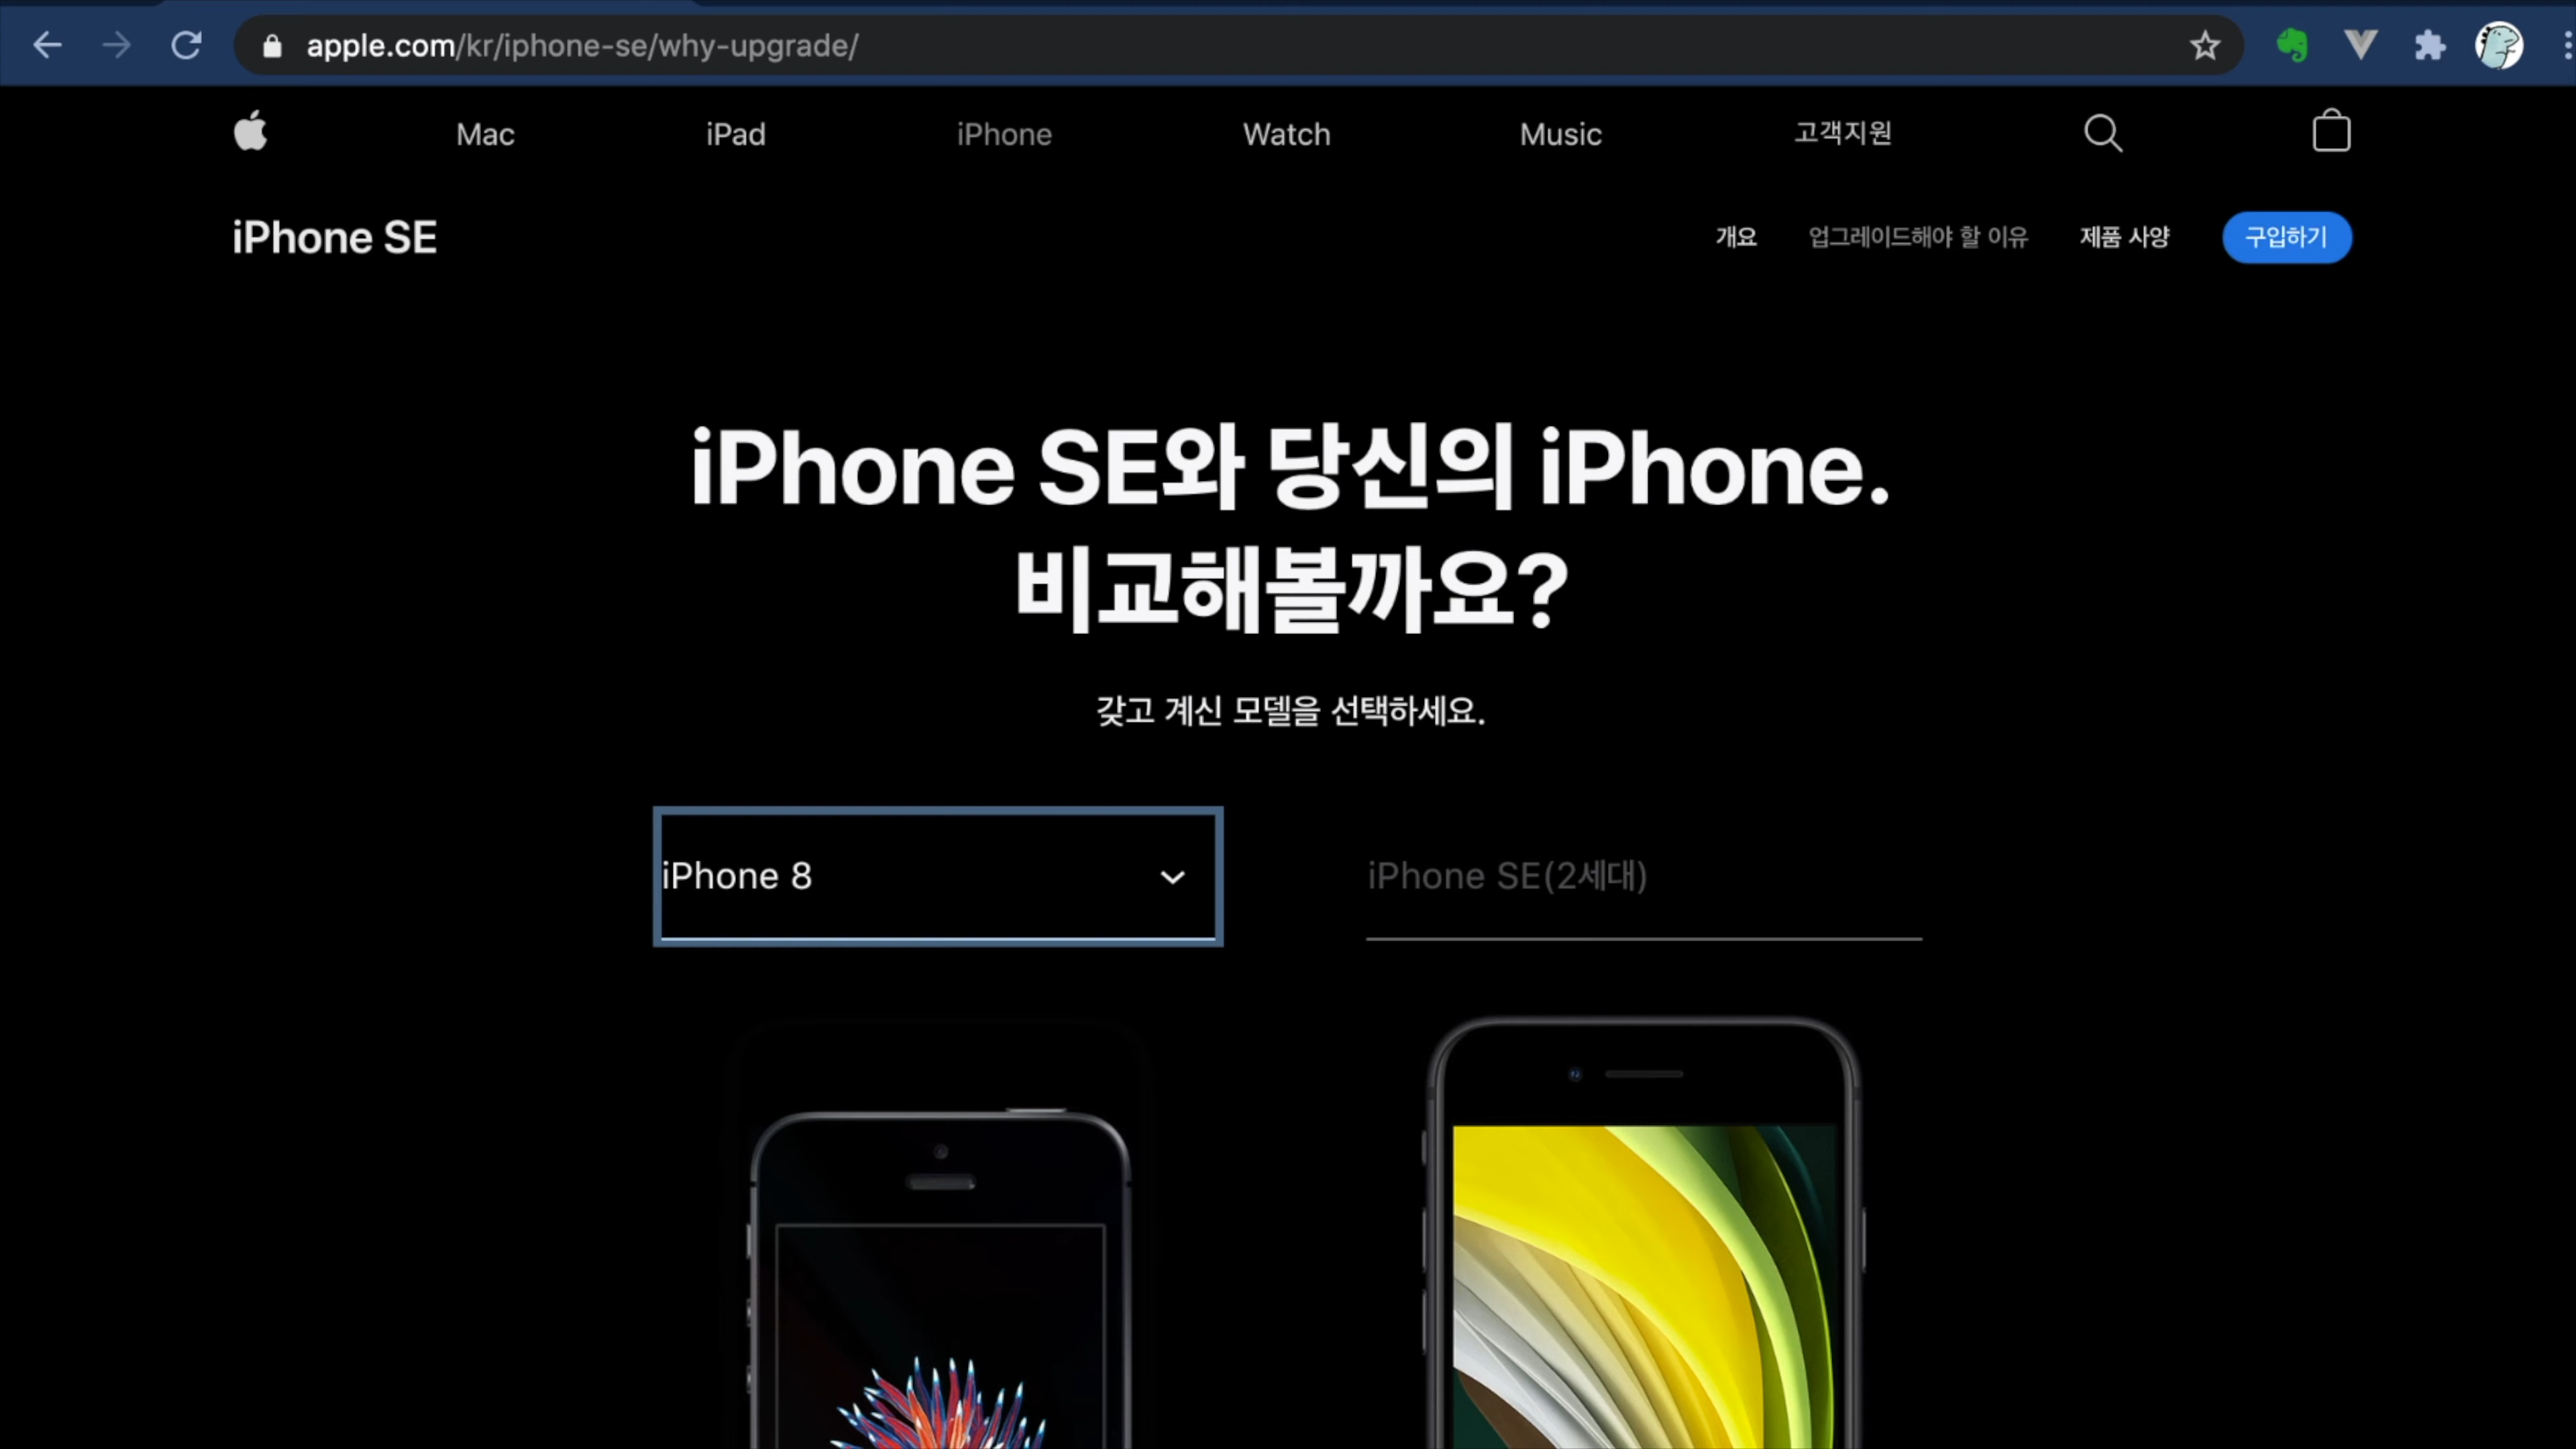 apple.com/kr/iphone-se/why-upgrade/
Mac iPad iPhone Watch Music 고객지원
iPhone SE 개요 업그레이드해야 할 이유 제품 사양 구입하기
iPhone SE와 당신의 iPhone.
비교해볼까요?
갖고 계신 모델을 선택하세요.
iPhone 8 iPhone SE(2세대)